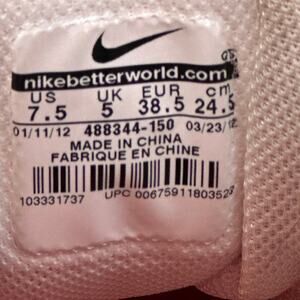 nikebetterworld.com
US UK EUR cm
7.5 5 38.5 24.5
01/11/12 488344-150 03/23/12
MADE IN CHINA
FABRIQUE EN CHINE
103331737 UPC